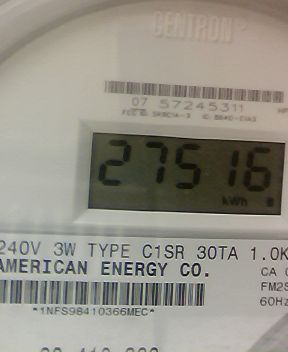 CENTRON
07 57245311
27516
kWh
240V 3W TYPE C1SR 30TA 1.0K
AMERICAN ENERGY CO.
CA
FM2S
60Hz
*1NFS98410366MEC*